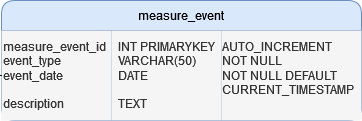 measure_event
measure_event_id INT PRIMARYKEY AUTO_INCREMENT
event_type VARCHAR(50) NOT NULL
event_date DATE NOT NULL DEFAULT
CURRENT_TIMESTAMP
description TEXT